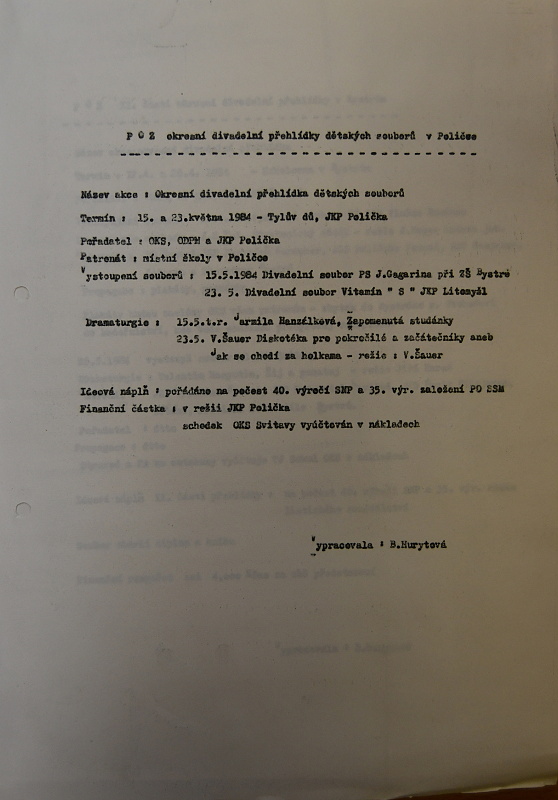 P O Z okresní divadelní přehlídky dětských souborů v Poličce
Název akce : Okresní divadelní přehlídka dětských souborů
Termín : 15. a 23.května 1984 - Tylův dů, JKP Polička
Pořadatel : OKS, ODPM a JKP Polička
Patrenát : místní školy v Poličce
Vystoupení souborů : 15.5.1984 Divadelní soubor PS J.Gagarina při ZŠ Bystré
23. 5. Divadelní soubor Vitamín " S " JKP Litomyšl
Dramaturgie : 15.5.t.r. Jarmila Hanzélková, Zapomenutá studánky
23.5. V.Šauer Diskotéka pro pokročilé a začátečníky aneb
Jak se chodí za holkama - režie : V.Šauer
Ideová náplň : pořádáno na počest 40. výročí SNP a 35. výr. saležení PO SSM
Finanční částka : v režii JKP Polička
schodek OKS Svitavy vyúčtován v nákladech
Vypracovala : B.Hurytová